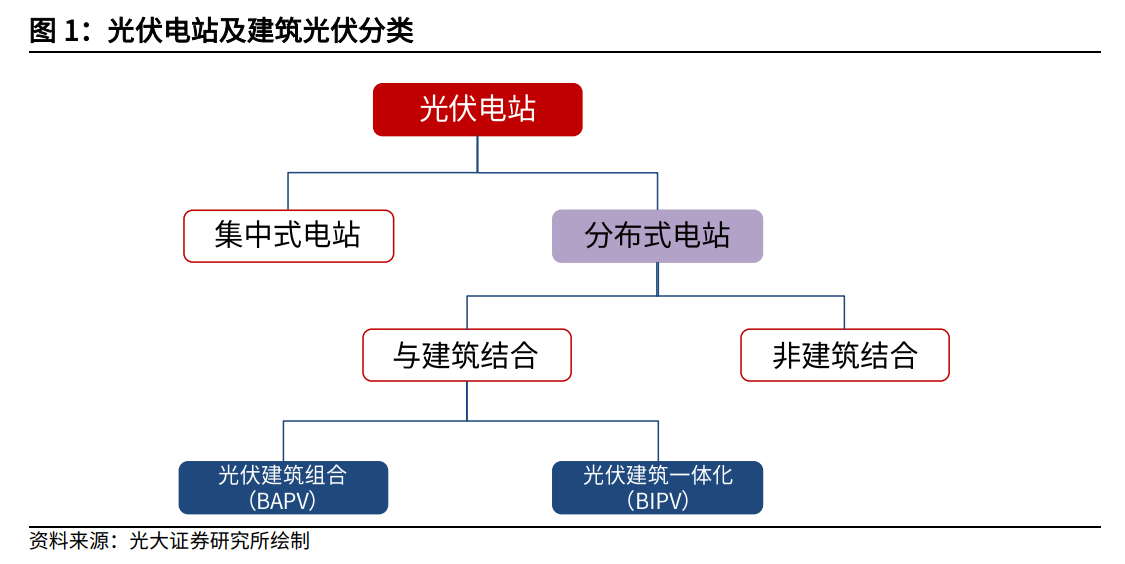 图 1：光伏电站及建筑光伏分类
光伏电站
集中式电站
分布式电站
与建筑结合
非建筑结合
光伏建筑组合
（BAPV）
光伏建筑一体化
（BIPV）
资料来源：光大证券研究所绘制